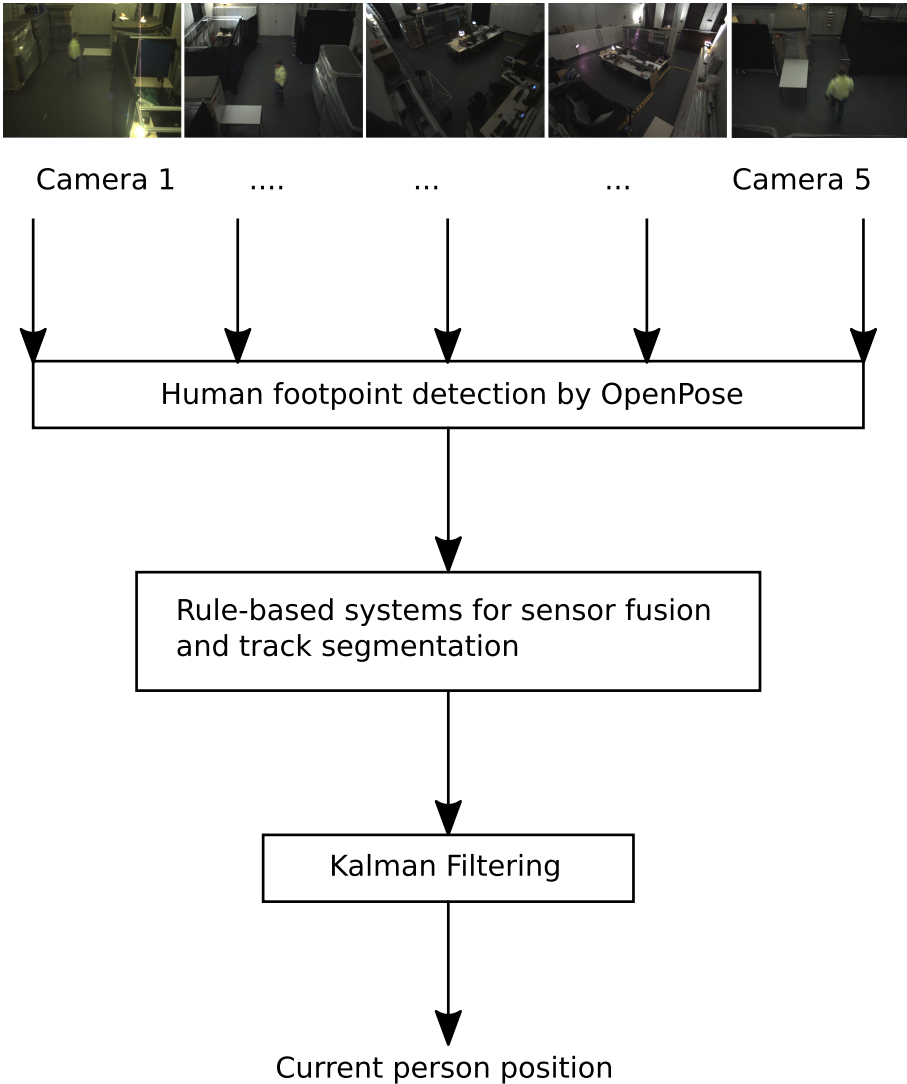 Camera 1 .... ... ... Camera 5
Human footpoint detection by OpenPose
Rule-based systems for sensor fusion
and track segmentation
Kalman Filtering
Current person position